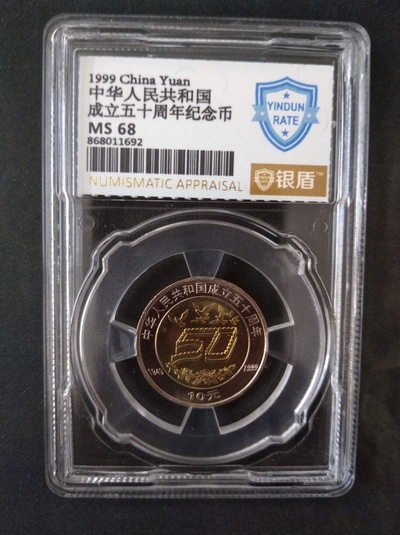 1999 China Yuan
中华人民共和国
成立五十周年纪念币
MS 68
868011692
NUMISMATIC APPRAISAL
YINDUN
RATE
银盾™
中华人民共和国成立五十周年
50
1949 1999
10元